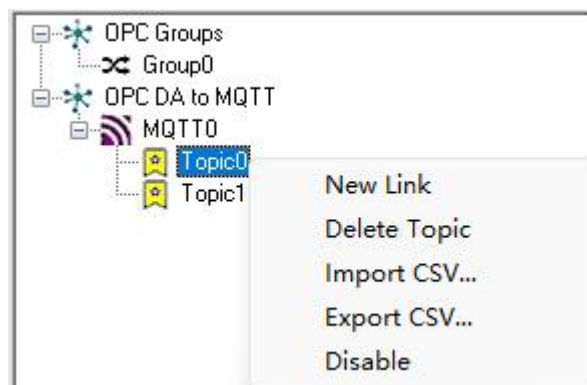 OPC Groups
Group0
OPC DA to MQTT
MQTT0
Topic0
Topic1
New Link
Delete Topic
Import CSV...
Export CSV...
Disable